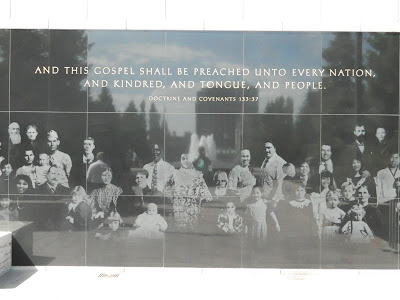 AND THIS GOSPEL SHALL BE PREACHED UNTO EVERY NATION,
AND KINDRED, AND TONGUE, AND PEOPLE.
DOCTRINE AND COVENANTS 133:37